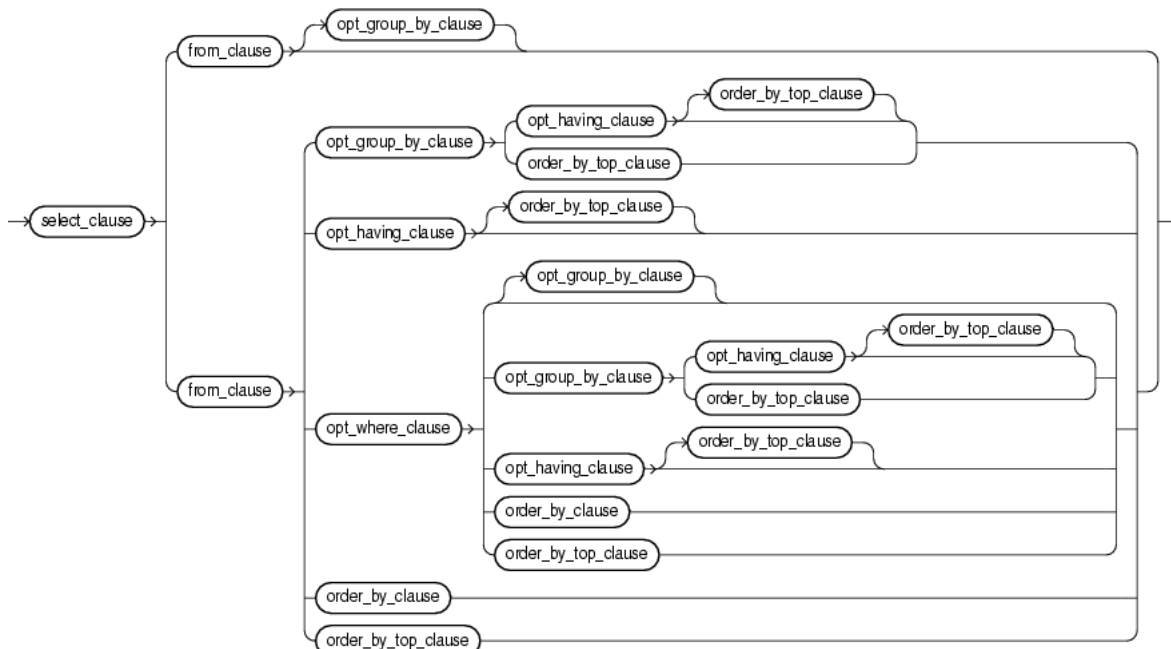 opt_group_by_clause
from_clause
order_by_top_clause
opt_having_clause
opt_group_by_clause
order_by_top_clause
order_by_top_clause
select_clause
opt_having_clause
opt_group_by_clause
order_by_top_clause
opt_having_clause
opt_group_by_clause
from_clause
order_by_top_clause
opt_where_clause
order_by_top_clause
opt_having_clause
order_by_clause
order_by_top_clause
order_by_clause
order_by_top_clause